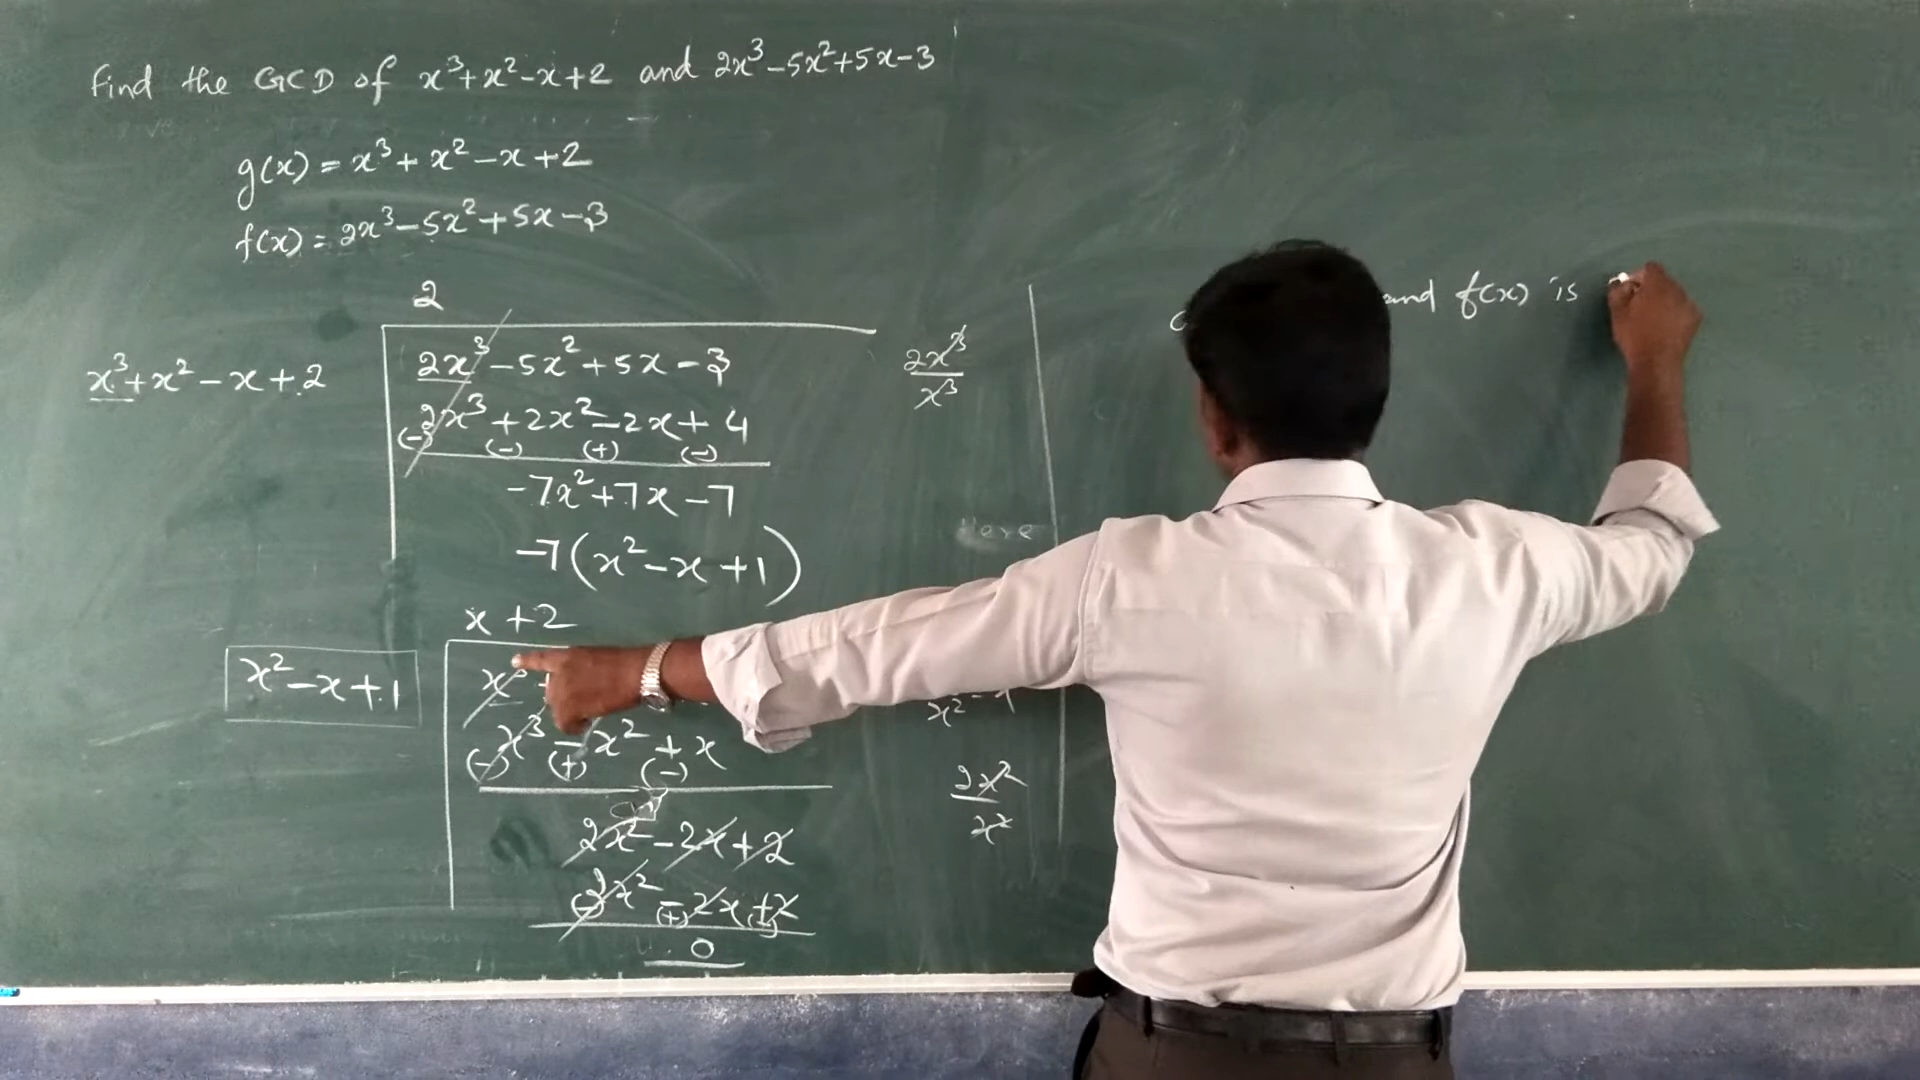 Find the GCD of x³+x²-x+2 and 2x³-5x²+5x-3
g(x) = x³+x²-x+2
f(x) = 2x³-5x²+5x-3
2
x³+x²-x+2
2x³-5x²+5x-3
2x³+2x²-2x+4
(-) (-) (+) (-)
-7x²+7x-7
-7(x²-x+1)
x+2
x²-x+1
x³-x²+x
(-) (+) (-)
2x²-2x+2
2x²-2x+2
(-) (+) (-)
0
2x³
x³
Here
2x²
x²
and f(x) is